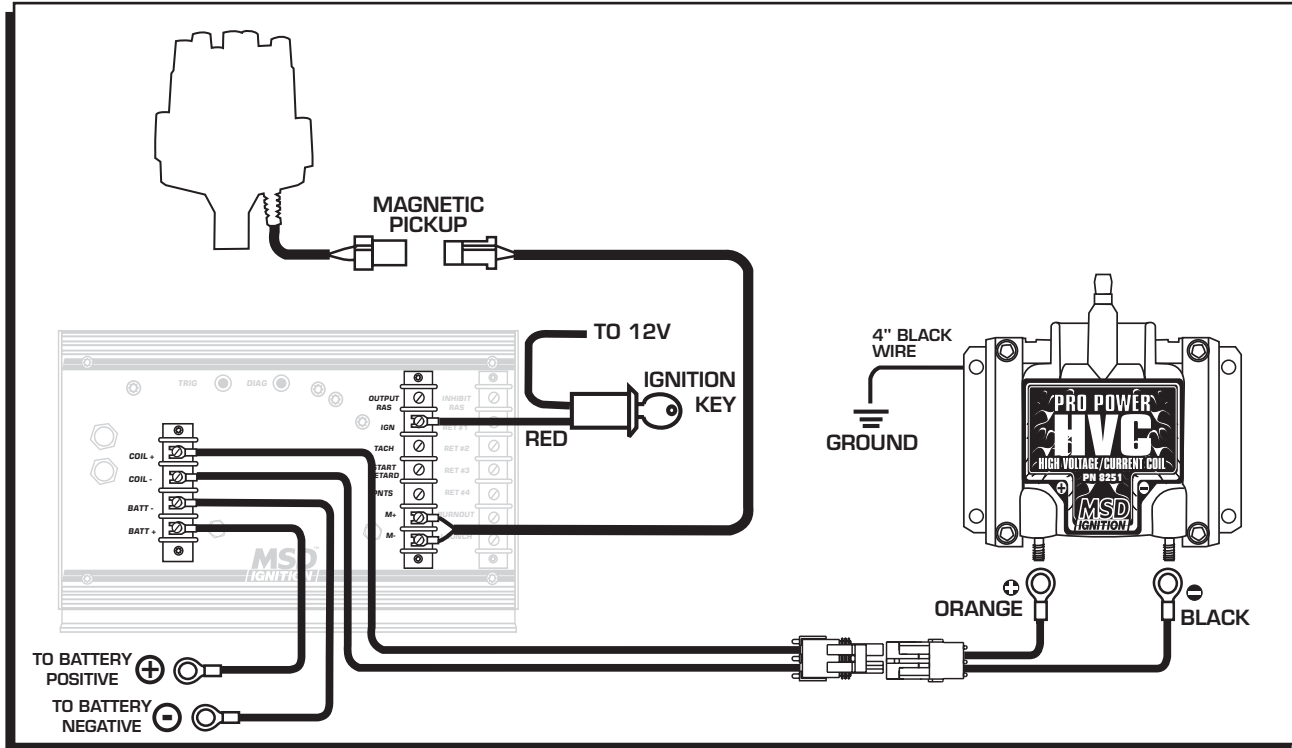 MAGNETIC
PICKUP
TO 12V
IGNITION
KEY
RED
4" BLACK
WIRE
GROUND
TRIG
DIAG
OUTPUT
RAS
IGN
TACH
START
ETARD
PNTS
M+
M-
INHIBIT
RAS
RET #1
RET #2
RET #3
RET #4
BURNOUT
COIL +
COIL -
BATT -
BATT +
MSD
IGNITION
PRO POWER
HVC
HIGH VOLTAGE/CURRENT COIL
PN 8251
+
-
MSD
IGNITION
+
ORANGE
-
BLACK
TO BATTERY
POSITIVE
+
TO BATTERY
NEGATIVE
-